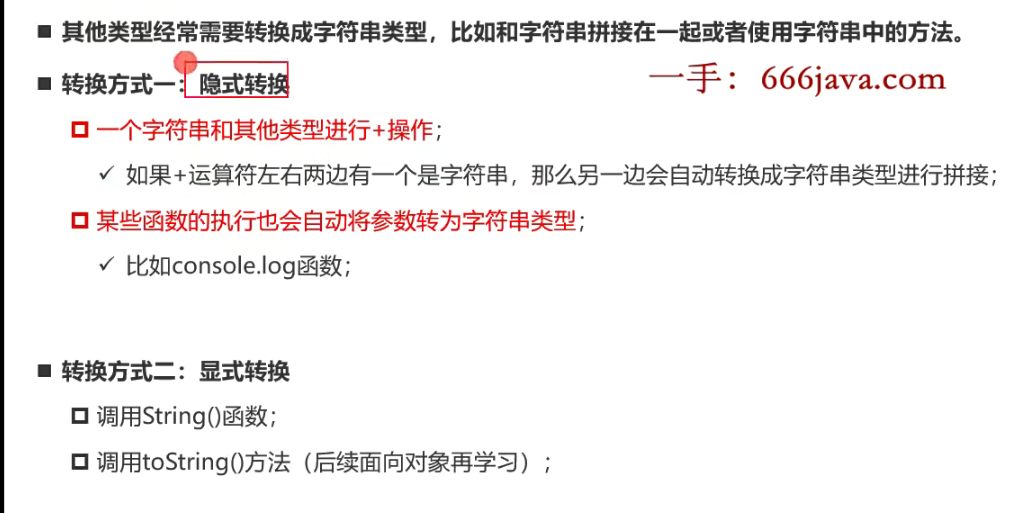 ■ 其他类型经常需要转换成字符串类型，比如和字符串拼接在一起或者使用字符串中的方法。
■ 转换方式一：隐式转换
一手：666java.com
一个字符串和其他类型进行+操作；
✓ 如果+运算符左右两边有一个是字符串，那么另一边会自动转换成字符串类型进行拼接；
某些函数的执行也会自动将参数转为字符串类型；
✓ 比如console.log函数；
■ 转换方式二：显式转换
调用String()函数；
调用toString()方法（后续面向对象再学习）；